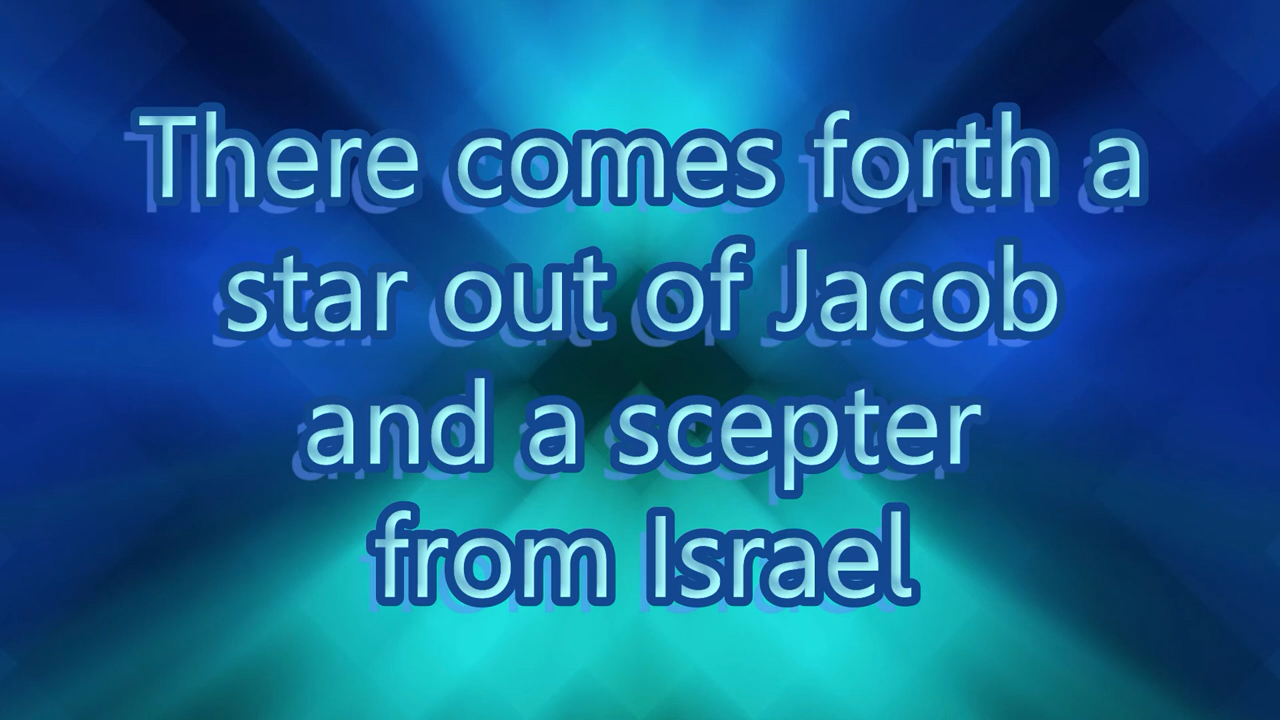 There comes forth a
star out of Jacob
and a scepter
from Israel